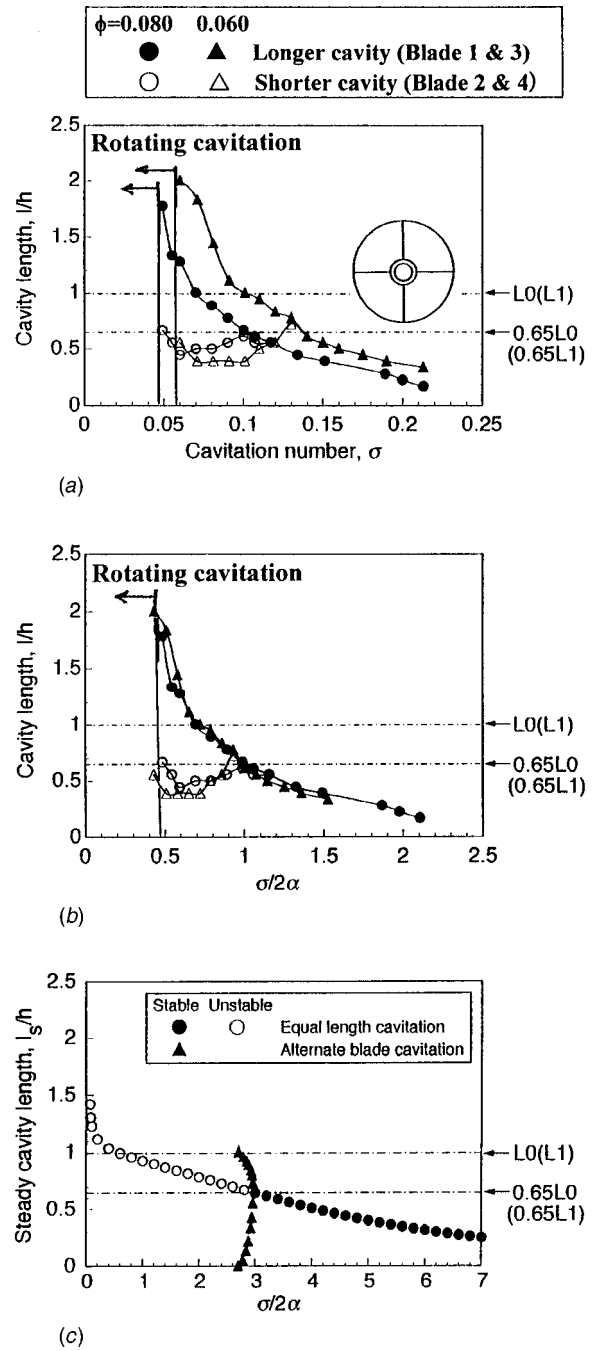 ϕ=0.080 0.060
● ▲ Longer cavity (Blade 1 & 3)
○ △ Shorter cavity (Blade 2 & 4)
2.5
2
1.5
1
0.5
0
Cavity length, l/h
Rotating cavitation
L0(L1)
0.65L0
(0.65L1)
0 0.05 0.1 0.15 0.2 0.25
Cavitation number, σ
(a)
2.5
2
1.5
1
0.5
0
Cavity length, l/h
Rotating cavitation
L0(L1)
0.65L0
(0.65L1)
0 0.5 1 1.5 2 2.5
σ/2α
(b)
2.5
2
1.5
1
0.5
0
Steady cavity length, ls/h
Stable Unstable
● ○ Equal length cavitation
▲ Alternate blade cavitation
L0(L1)
0.65L0
(0.65L1)
0 1 2 3 4 5 6 7
σ/2α
(c)